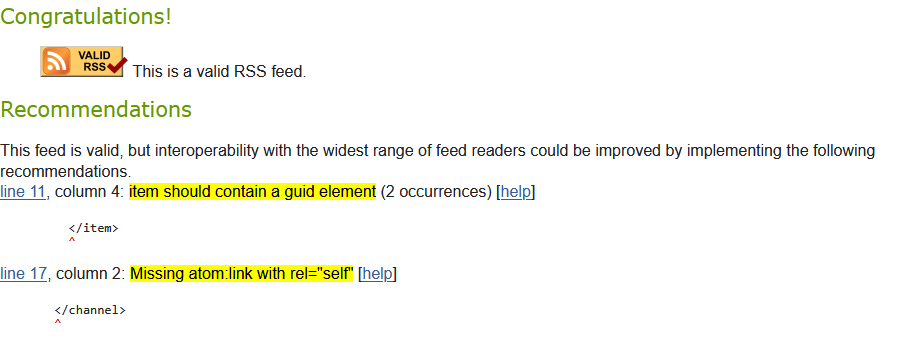 Congratulations!
VALID
RSS
This is a valid RSS feed.
Recommendations
This feed is valid, but interoperability with the widest range of feed readers could be improved by implementing the following
recommendations.
line 11, column 4: item should contain a guid element (2 occurrences) [help]
</item>
^
line 17, column 2: Missing atom:link with rel="self" [help]
</channel>
^